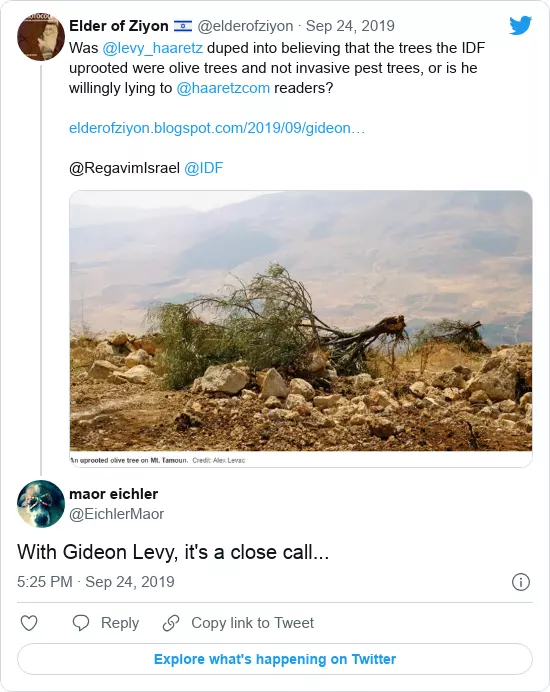 Elder of Ziyon 🇮🇱 @elderofziyon · Sep 24, 2019
Was @levy_haaretz duped into believing that the trees the IDF
uprooted were olive trees and not invasive pest trees, or is he
willingly lying to @haaretzcom readers?
elderofziyon.blogspot.com/2019/09/gideon…
@RegavimIsrael @IDF
An uprooted olive tree on Mt. Tamoun. Credit: Alex Levac
maor eichler
@EichlerMaor
With Gideon Levy, it's a close call...
5:25 PM · Sep 24, 2019
Reply
Copy link to Tweet
Explore what's happening on Twitter